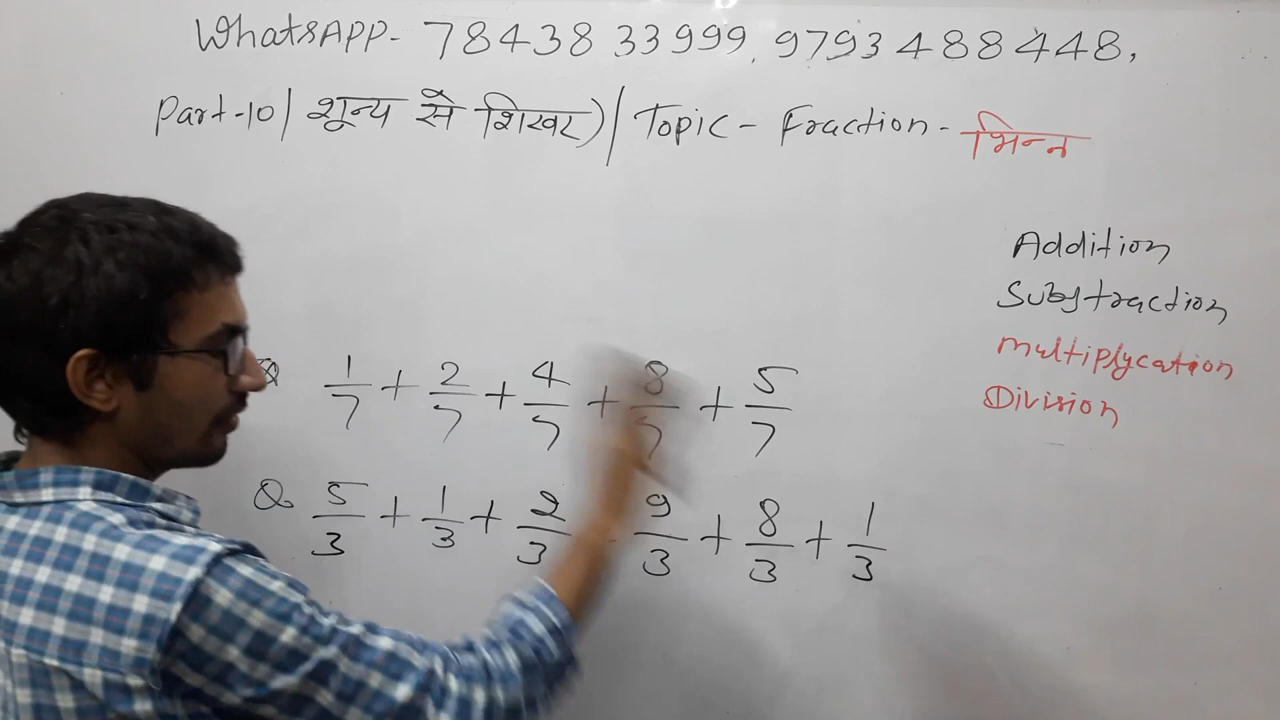 WhatsAPP- 78438 33999, 9793488448,
Part-10| शून्य से शिखर)| Topic - Fraction - भिन्न
Addition
Substraction
Multiplycation
Division
Q 1/7 + 2/7 + 4/7 + 8/7 + 5/7
Q. 5/3 + 1/3 + 2/3 9/3 + 8/3 + 1/3